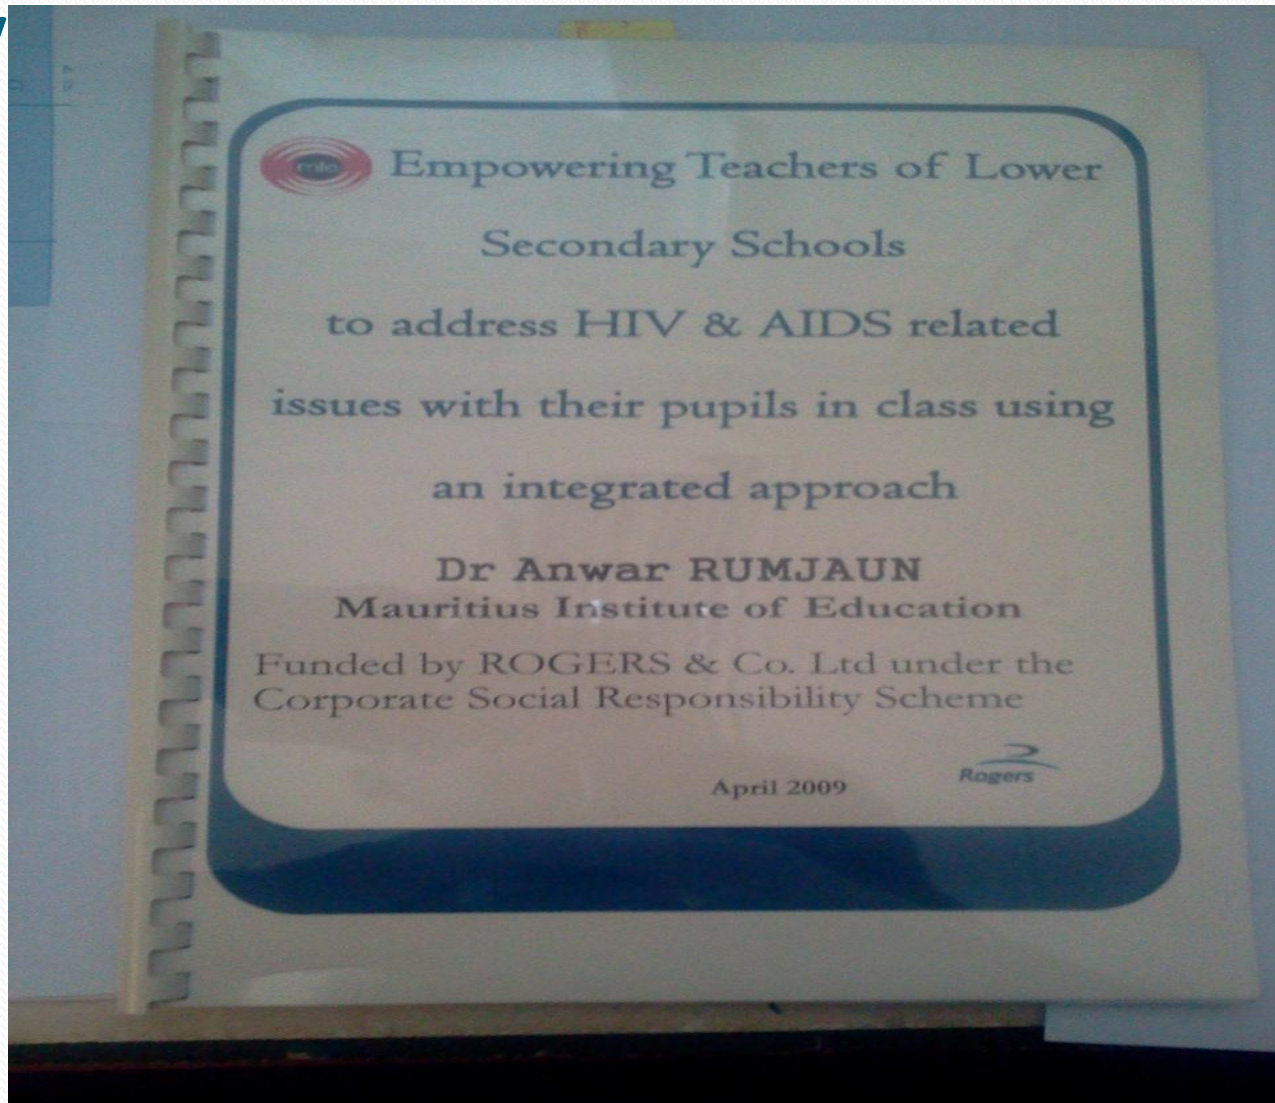 mie
Empowering Teachers of Lower
Secondary Schools
to address HIV & AIDS related
issues with their pupils in class using
an integrated approach
Dr Anwar RUMJAUN
Mauritius Institute of Education
Funded by ROGERS & Co. Ltd under the
Corporate Social Responsibility Scheme
Rogers
April 2009